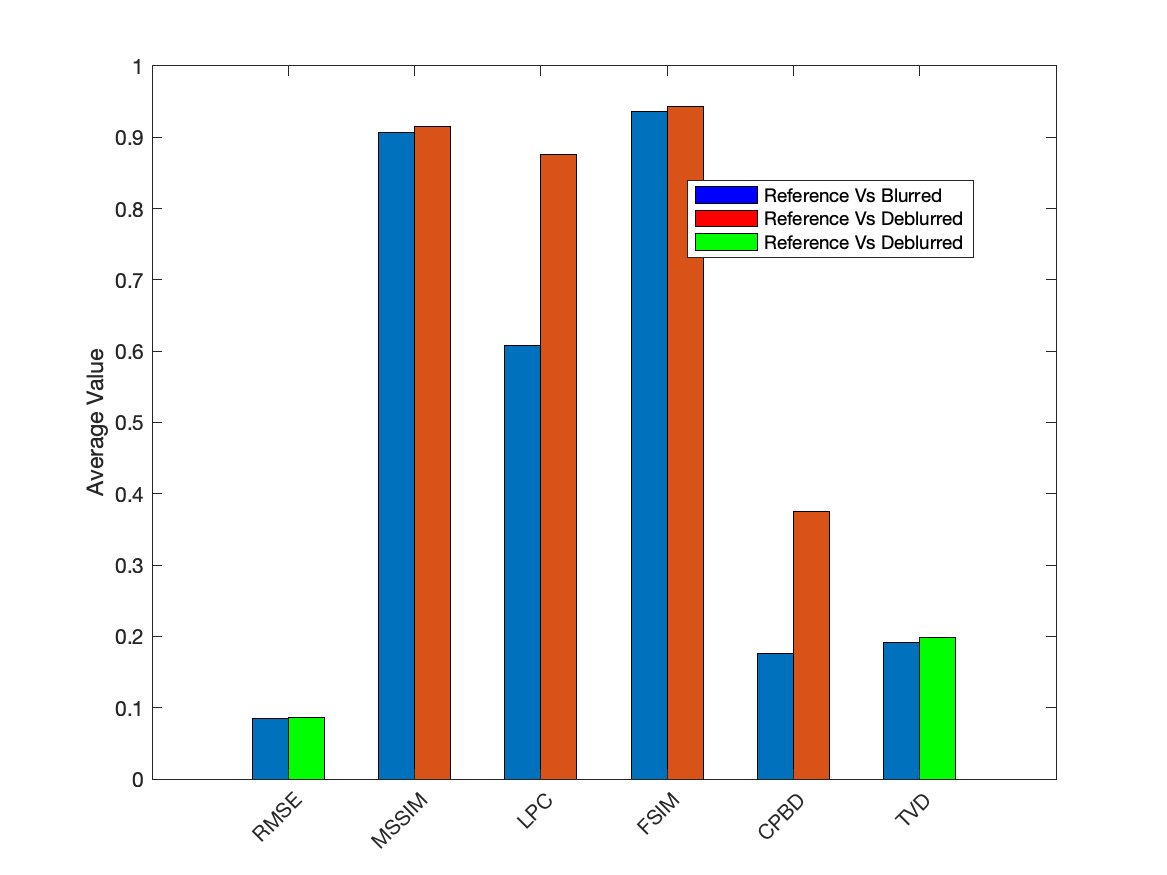 1
0.9
0.8
0.7
0.6
0.5
0.4
0.3
0.2
0.1
0
Average Value
Reference Vs Blurred
Reference Vs Deblurred
Reference Vs Deblurred
RMSE
MSSIM
LPC
FSIM
CPBD
TVD